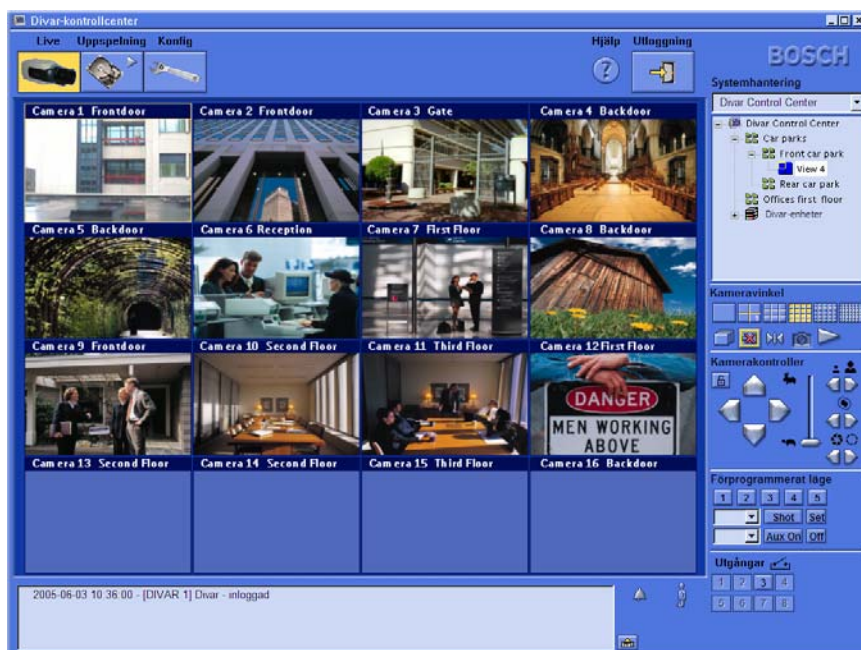 Divar-kontrollcenter
Live Uppspelning Konfig
Hjälp Utloggning
BOSCH
Systemhantering
Divar Control Center
Divar Control Center
Car parks
Front car park
View 4
Rear car park
Offices first floor
Divar-enheter
Camera 1 Frontdoor
Camera 2 Frontdoor
Camera 3 Gate
Camera 4 Backdoor
Camera 5 Backdoor
Camera 6 Reception
Camera 7 First Floor
Camera 8 Backdoor
Camera 9 Frontdoor
Camera 10 Second Floor
Camera 11 Third Floor
Camera 12 First Floor
DANGER
MEN WORKING
ABOVE
Camera 13 Second Floor
Camera 14 Second Floor
Camera 15 Third Floor
Camera 16 Backdoor
Kameravinkel
Kamerakontroller
Förprogrammerat läge
1 2 3 4 5
Shot Set
Aux On Off
Utgångar
1 2 3 4
5 6 7 8
2005-06-03 10 36:00 - [DIVAR 1] Divar - inloggad